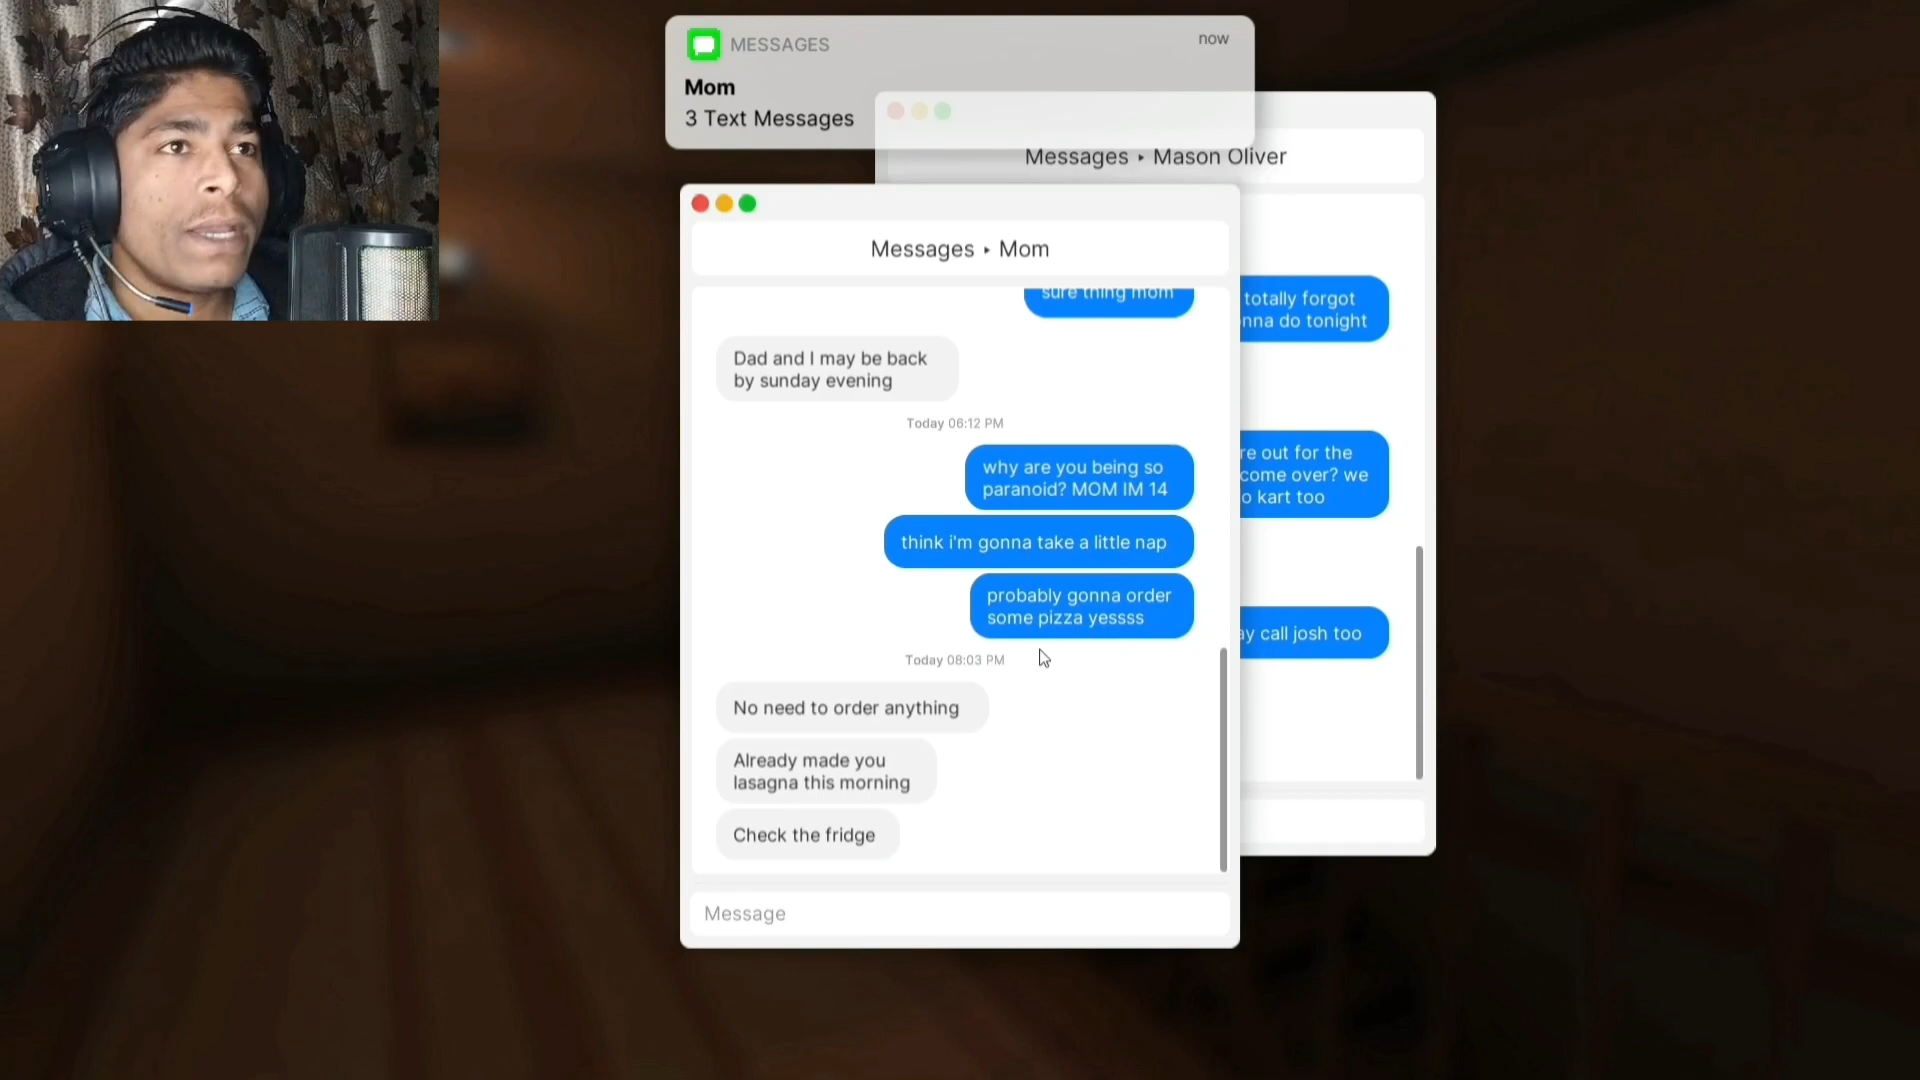 MESSAGES
now
Mom
3 Text Messages
Messages ▸ Mason Oliver
totally forgot
do tonight
out for the
come over? we
kart too
call josh too
Messages ▸ Mom
sure thing mom
Dad and I may be back
by sunday evening
Today 06:12 PM
why are you being so
paranoid? MOM IM 14
think i'm gonna take a little nap
probably gonna order
some pizza yessss
Today 08:03 PM
No need to order anything
Already made you
lasagna this morning
Check the fridge
Message